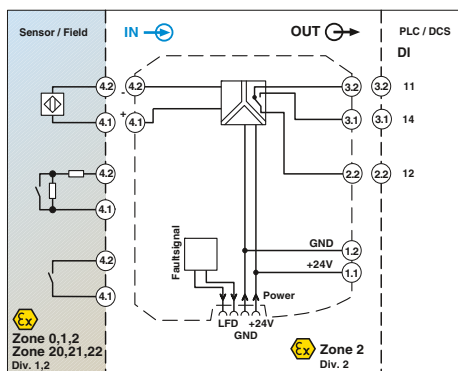 Sensor / Field
IN
OUT
PLC / DCS
DI
4.2
-
4.2
3.2
3.2
11
4.1
+
4.1
3.1
3.1
14
4.2
2.2
2.2
12
4.1
4.2
4.1
GND
1.2
+24V
1.1
Faultsignal
Power
LFD
+24V
GND
Ex
Zone 0,1,2
Zone 20,21,22
Div. 1,2
Ex
Zone 2
Div. 2